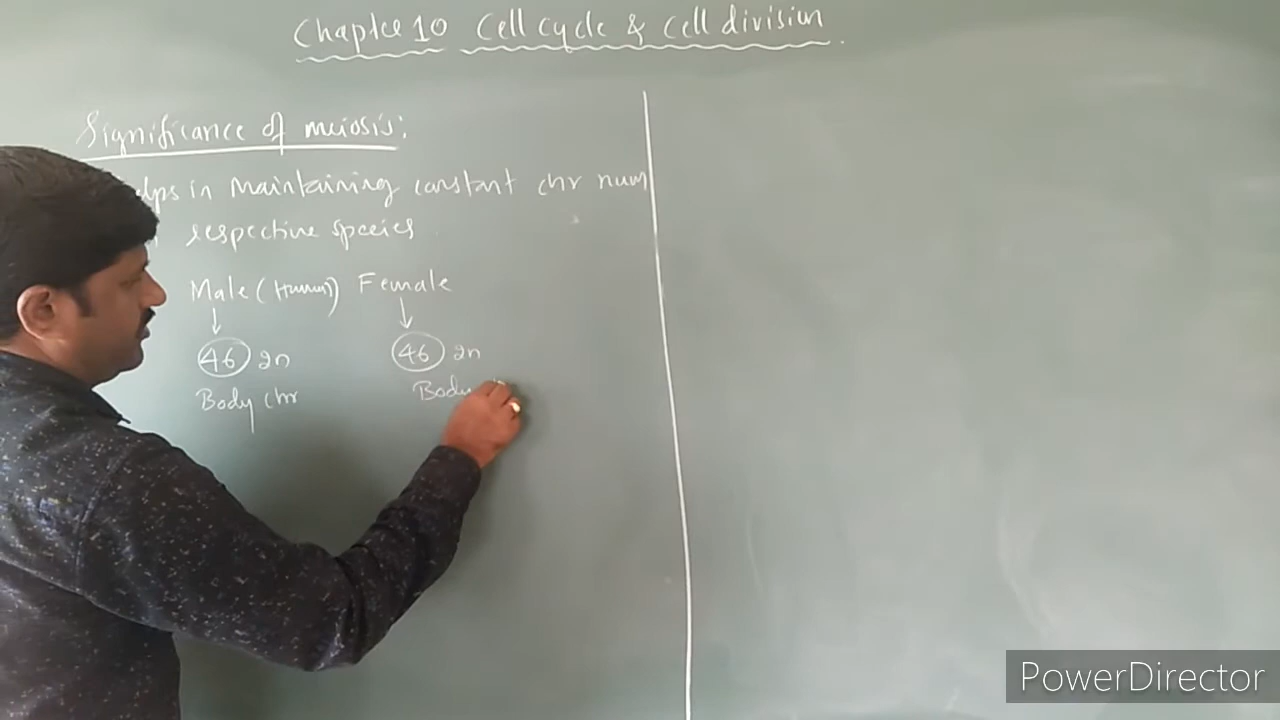 Chapter 10 Cell cycle & cell division.
Significance of meiosis:
in maintaining constant chr num
respective species
Male (Human) Female
46 2n 46 2n
Body chr Body
PowerDirector